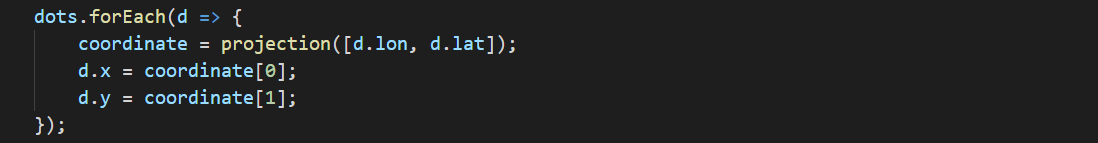 dots.forEach(d => {
    coordinate = projection([d.lon, d.lat]);
    d.x = coordinate[0];
    d.y = coordinate[1];
});